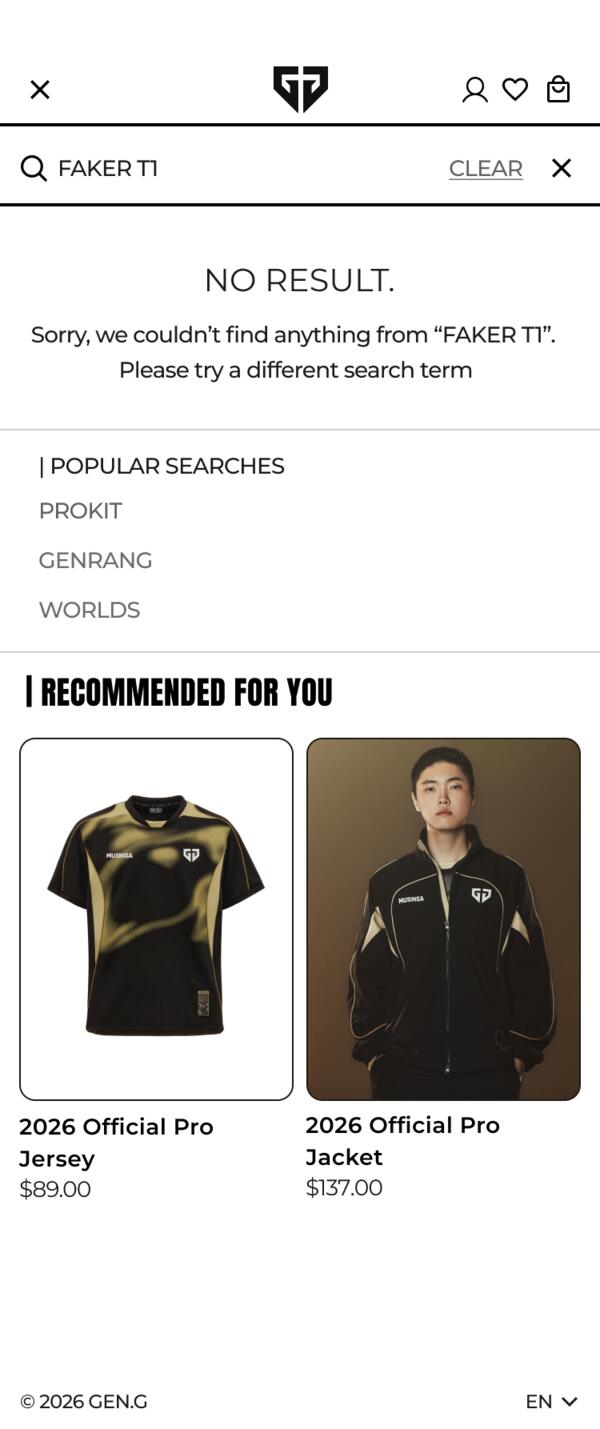 FAKER T1
CLEAR
NO RESULT.
Sorry, we couldn’t find anything from “FAKER T1”.
Please try a different search term
| POPULAR SEARCHES
PROKIT
GENRANG
WORLDS
| RECOMMENDED FOR YOU
MUSINSA
MUSINSA
2026 Official Pro
Jersey
$89.00
2026 Official Pro
Jacket
$137.00
© 2026 GEN.G
EN